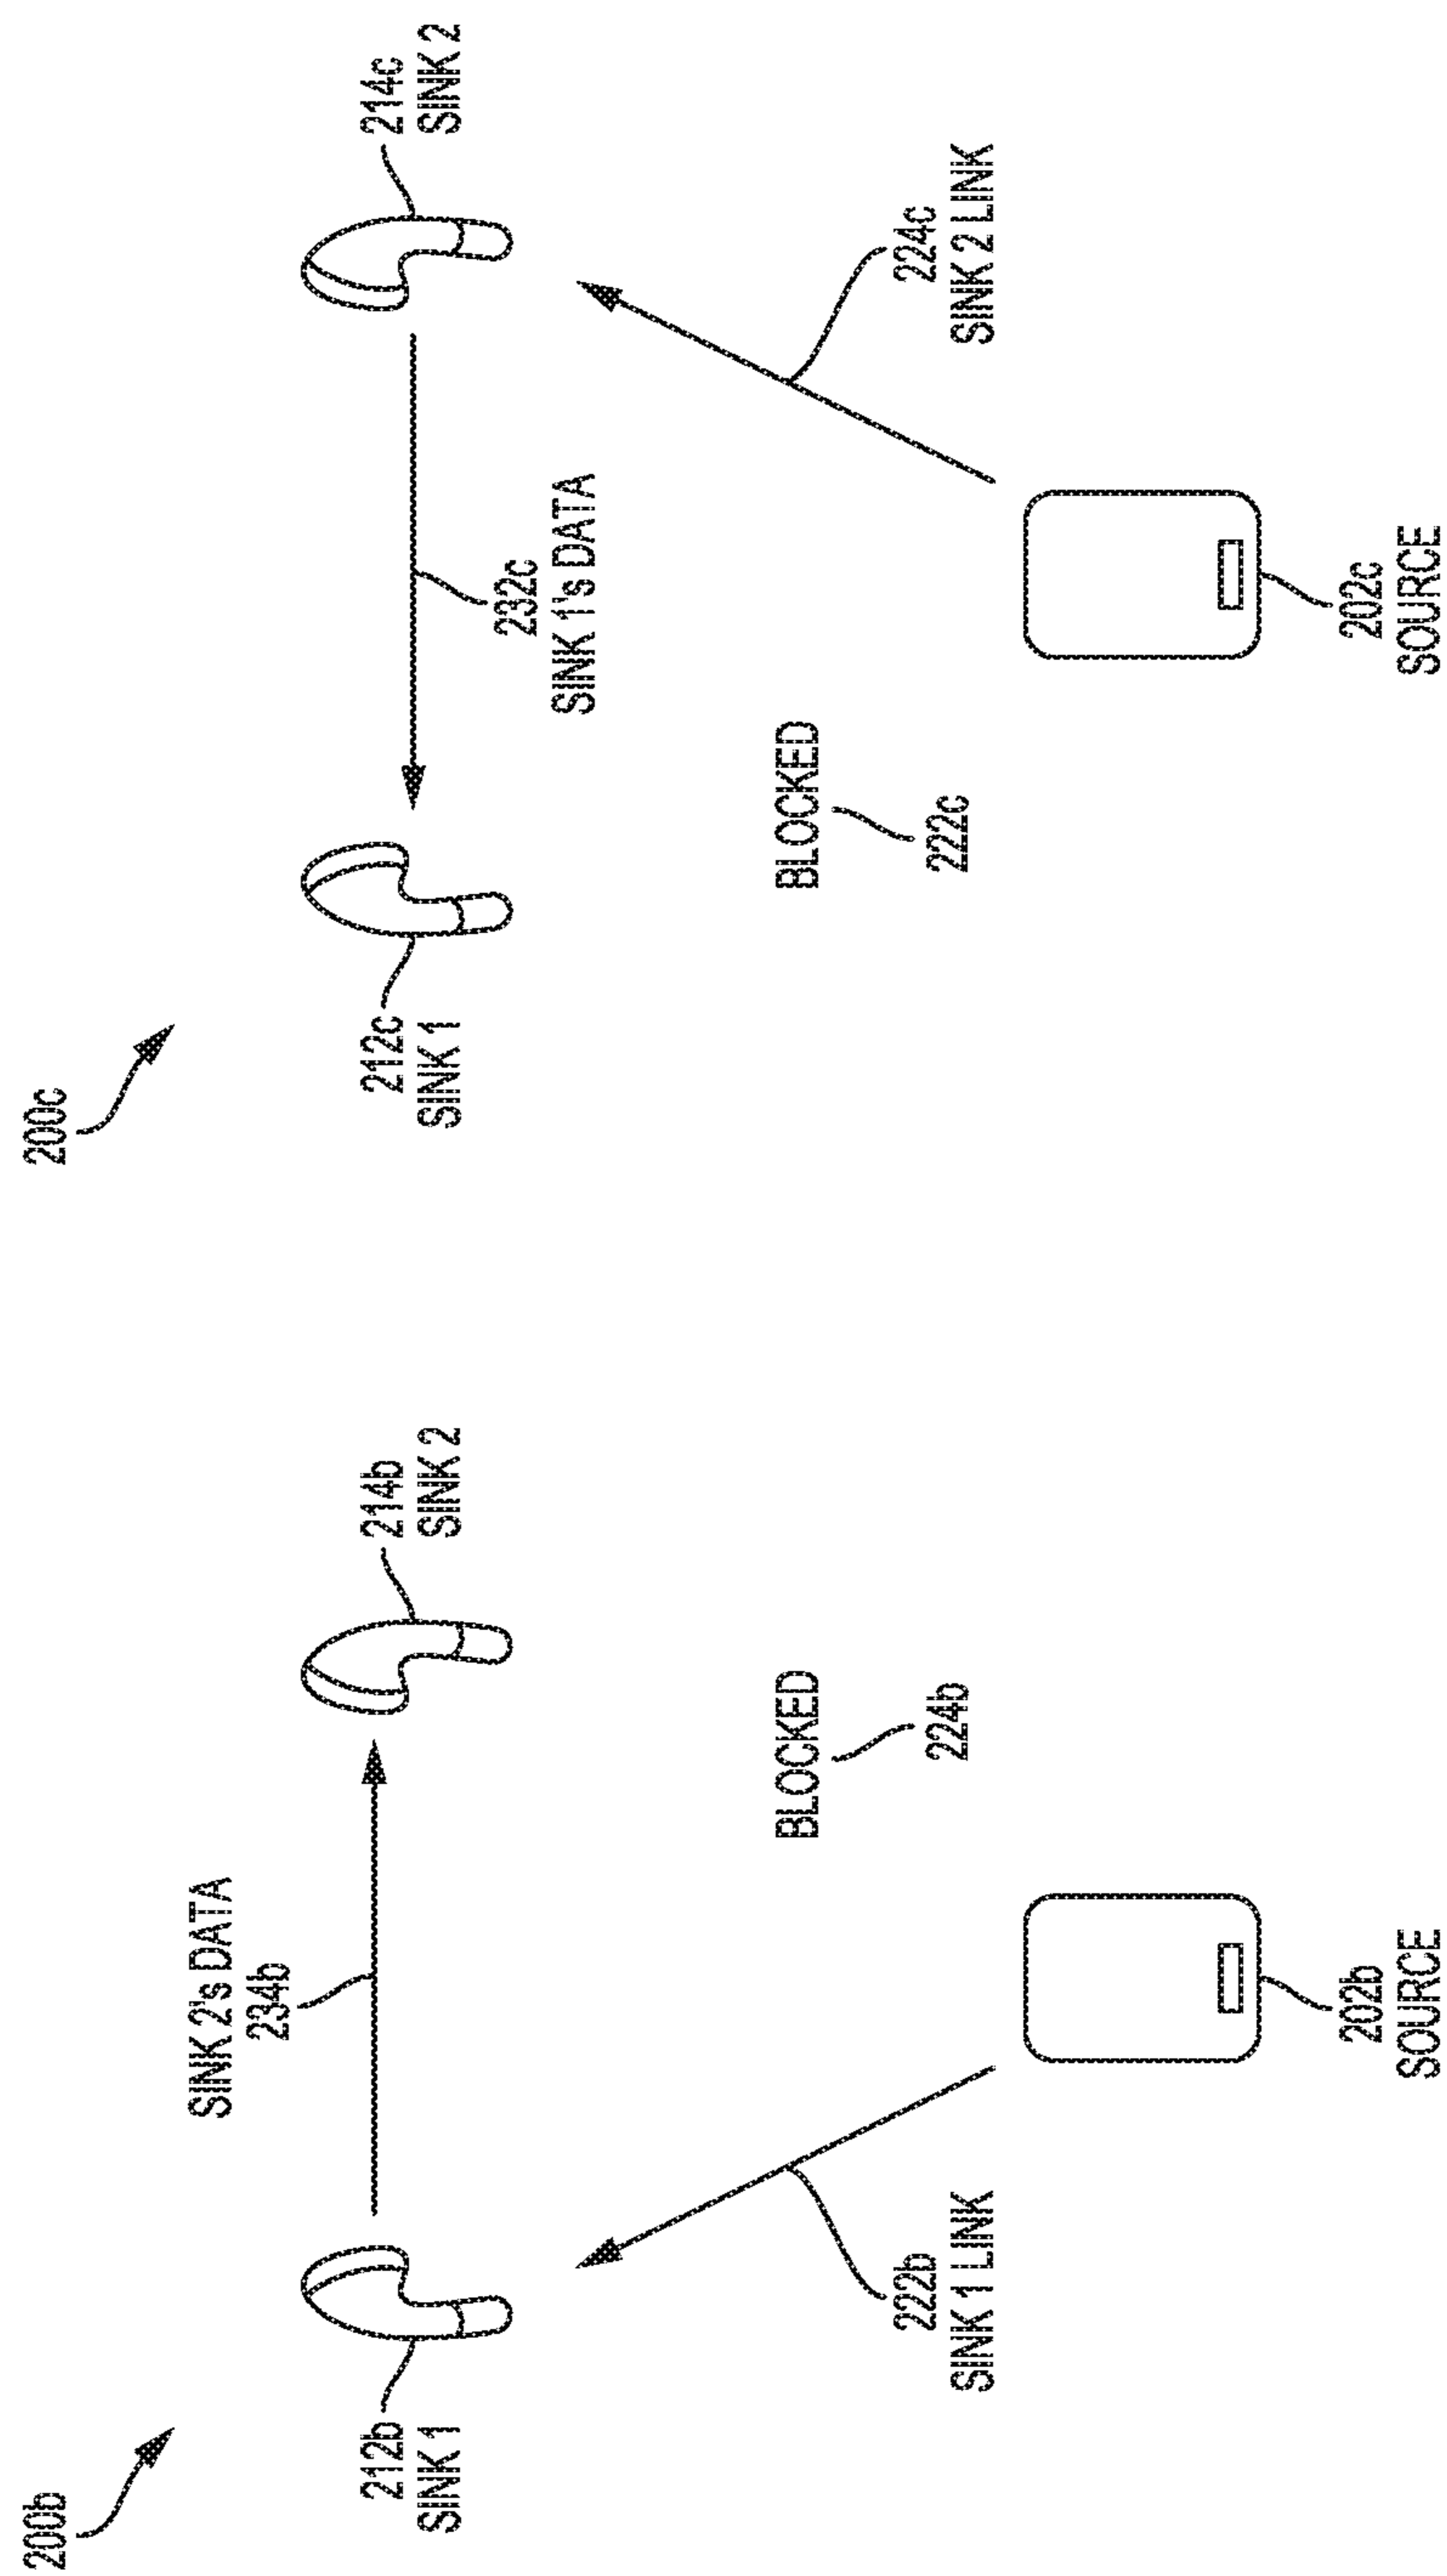 200b
SINK 2's DATA
234b
212b
SINK 1
214b
SINK 2
222b
SINK 1 LINK
BLOCKED
224b
202b
SOURCE
200c
212c
SINK 1
214c
SINK 2
232c
SINK 1's DATA
BLOCKED
222c
224c
SINK 2 LINK
202c
SOURCE